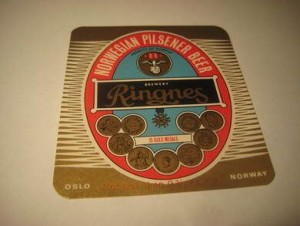 NORWEGIAN PILSENER BEER
BREWERY
Ringnes
15 GOLD MEDALS
OSLO
NORWAY